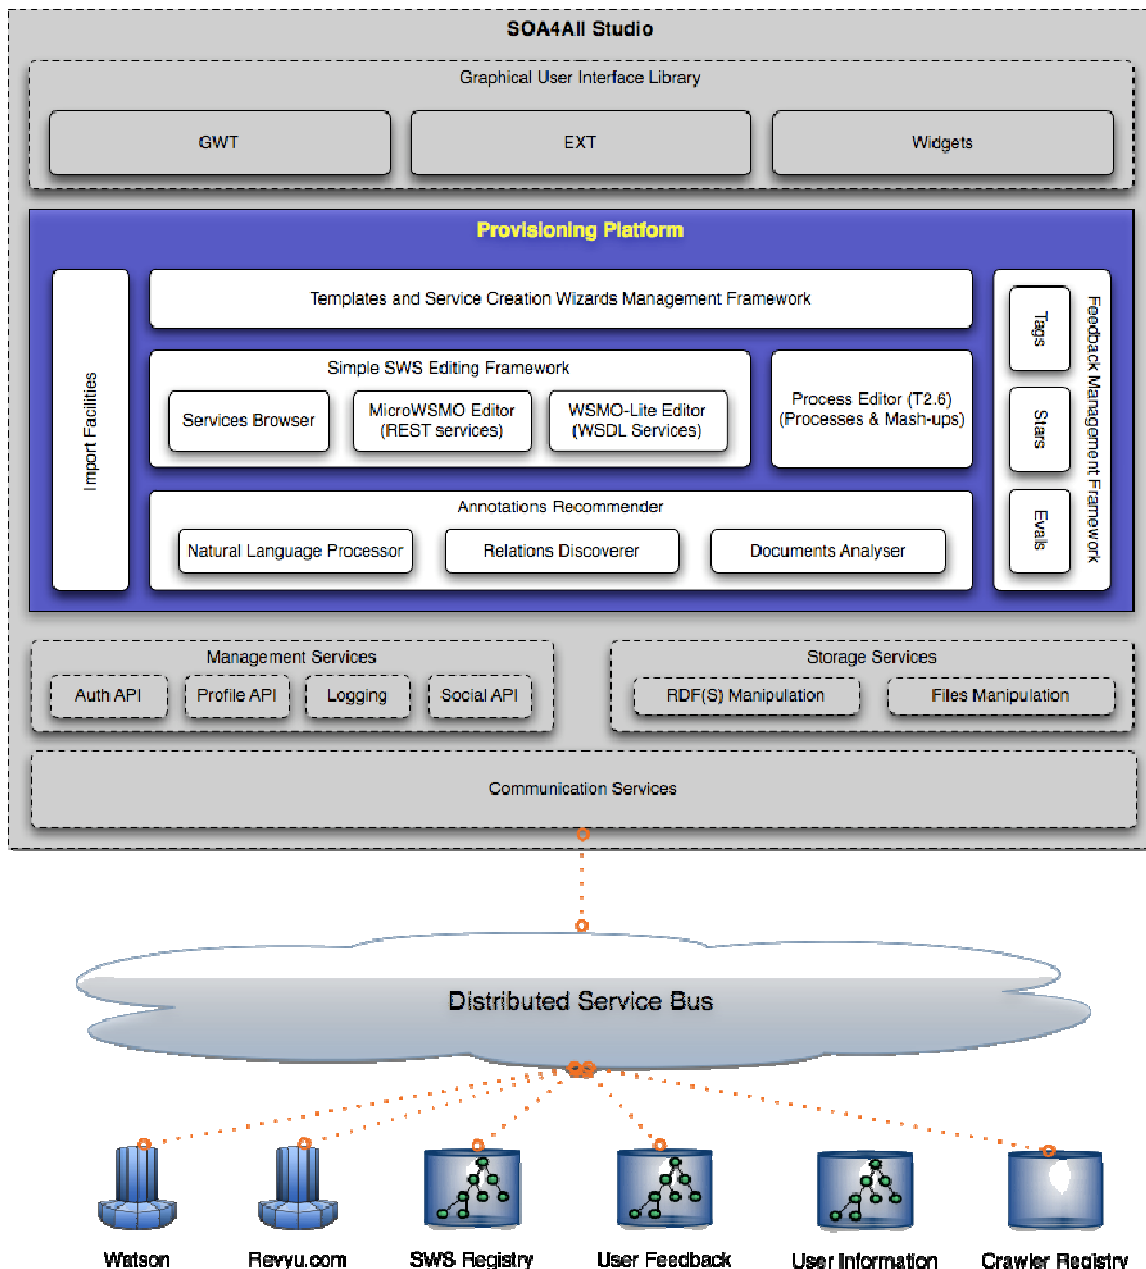 SOA4All Studio
Graphical User Interface Library
GWT
EXT
Widgets
Provisioning Platform
Import Facilities
Templates and Service Creation Wizards Management Framework
Simple SWS Editing Framework
Services Browser
MicroWSMO Editor
(REST services)
WSMO-Lite Editor
(WSDL Services)
Process Editor (T2.6)
(Processes & Mash-ups)
Annotations Recommender
Natural Language Processor
Relations Discoverer
Documents Analyser
Feedback Management Framework
Tags
Stars
Evals
Management Services
Auth API
Profile API
Logging
Social API
Storage Services
RDF(S) Manipulation
Files Manipulation
Communication Services
Distributed Service Bus
Watson
Revyu.com
SWS Registry
User Feedback
User Information
Crawler Registry